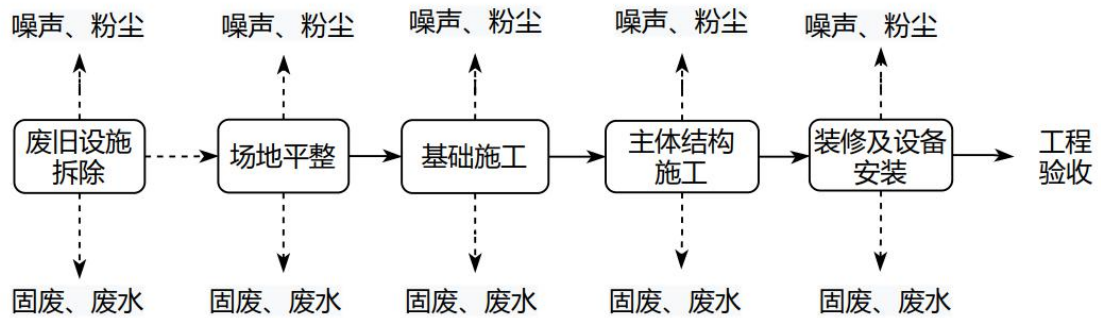 噪声、粉尘 噪声、粉尘 噪声、粉尘 噪声、粉尘 噪声、粉尘
废旧设施
拆除
场地平整
基础施工
主体结构
施工
装修及设备
安装
工程
验收
固废、废水 固废、废水 固废、废水 固废、废水 固废、废水